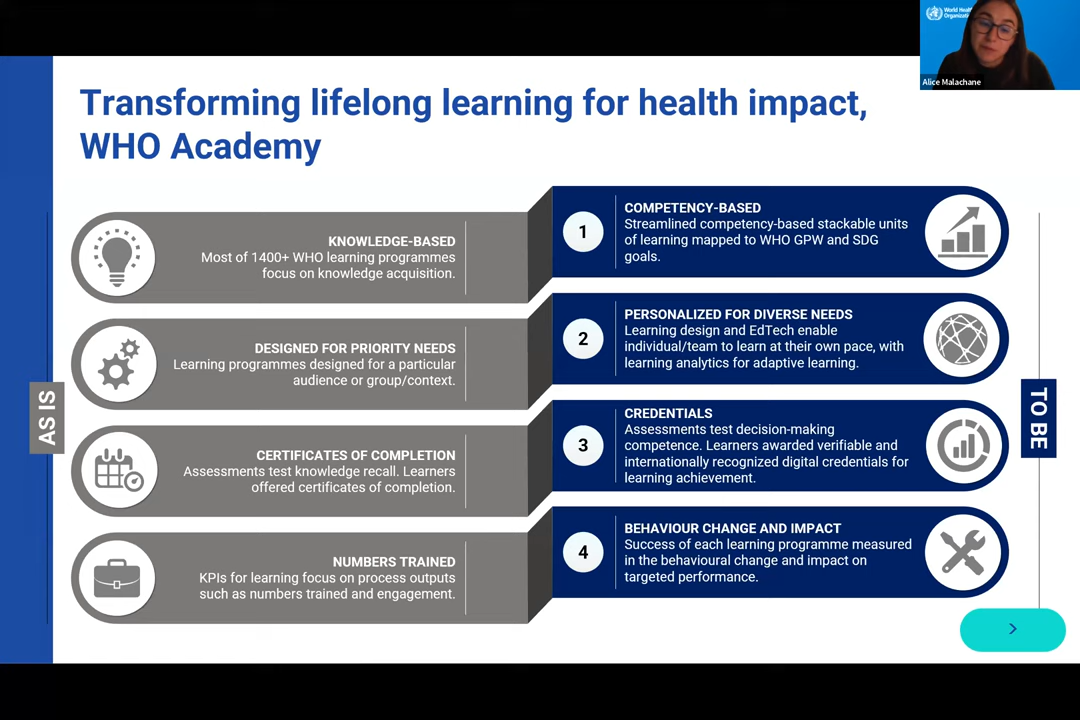 World Health
Organization
Alice Malachane
Transforming lifelong learning for health impact,
WHO Academy
AS IS
KNOWLEDGE-BASED
Most of 1400+ WHO learning programmes
focus on knowledge acquisition.
DESIGNED FOR PRIORITY NEEDS
Learning programmes designed for a particular
audience or group/context.
CERTIFICATES OF COMPLETION
Assessments test knowledge recall. Learners
offered certificates of completion.
NUMBERS TRAINED
KPIs for learning focus on process outputs
such as numbers trained and engagement.
1
COMPETENCY-BASED
Streamlined competency-based stackable units
of learning mapped to WHO GPW and SDG
goals.
2
PERSONALIZED FOR DIVERSE NEEDS
Learning design and EdTech enable
individual/team to learn at their own pace, with
learning analytics for adaptive learning.
3
CREDENTIALS
Assessments test decision-making
competence. Learners awarded verifiable and
internationally recognized digital credentials for
learning achievement.
4
BEHAVIOUR CHANGE AND IMPACT
Success of each learning programme measured
in the behavioural change and impact on
targeted performance.
TO BE